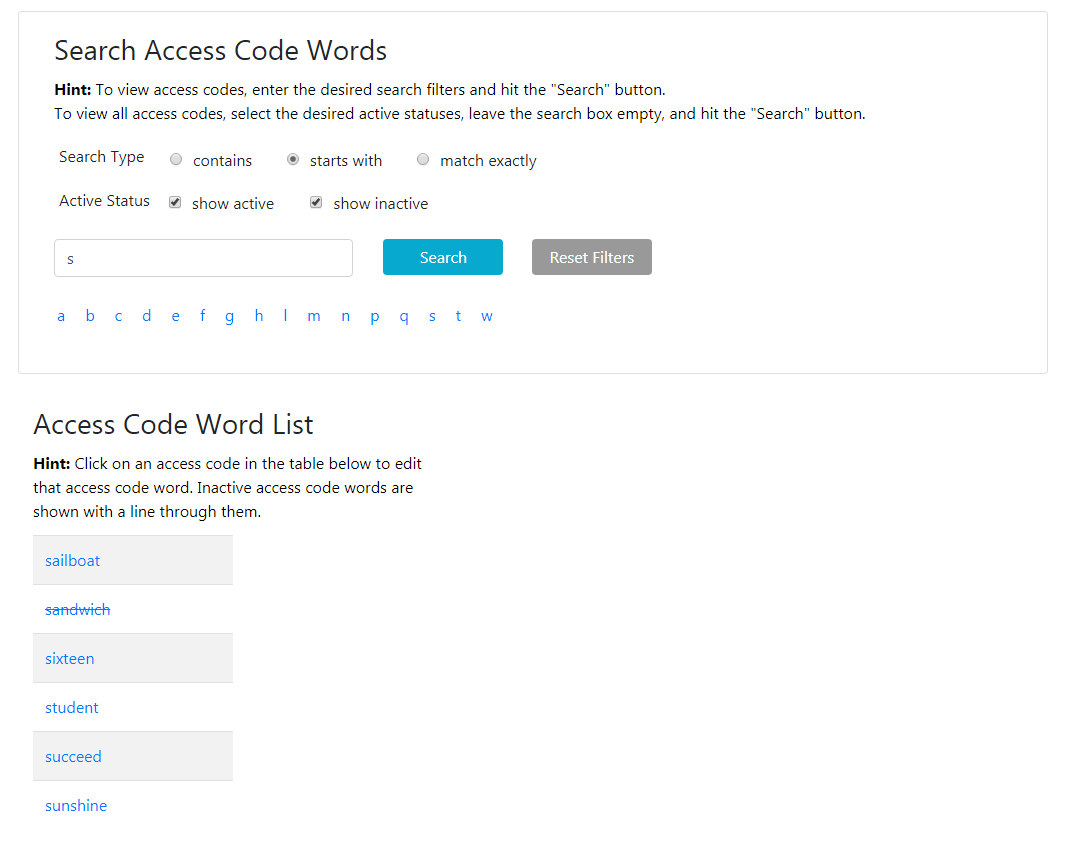 Search Access Code Words
Hint: To view access codes, enter the desired search filters and hit the "Search" button.
To view all access codes, select the desired active statuses, leave the search box empty, and hit the "Search" button.
Search Type contains starts with match exactly
Active Status show active show inactive
s Search Reset Filters
a b c d e f g h l m n p q s t w
Access Code Word List
Hint: Click on an access code in the table below to edit
that access code word. Inactive access code words are
shown with a line through them.
sailboat
sandwich
sixteen
student
succeed
sunshine